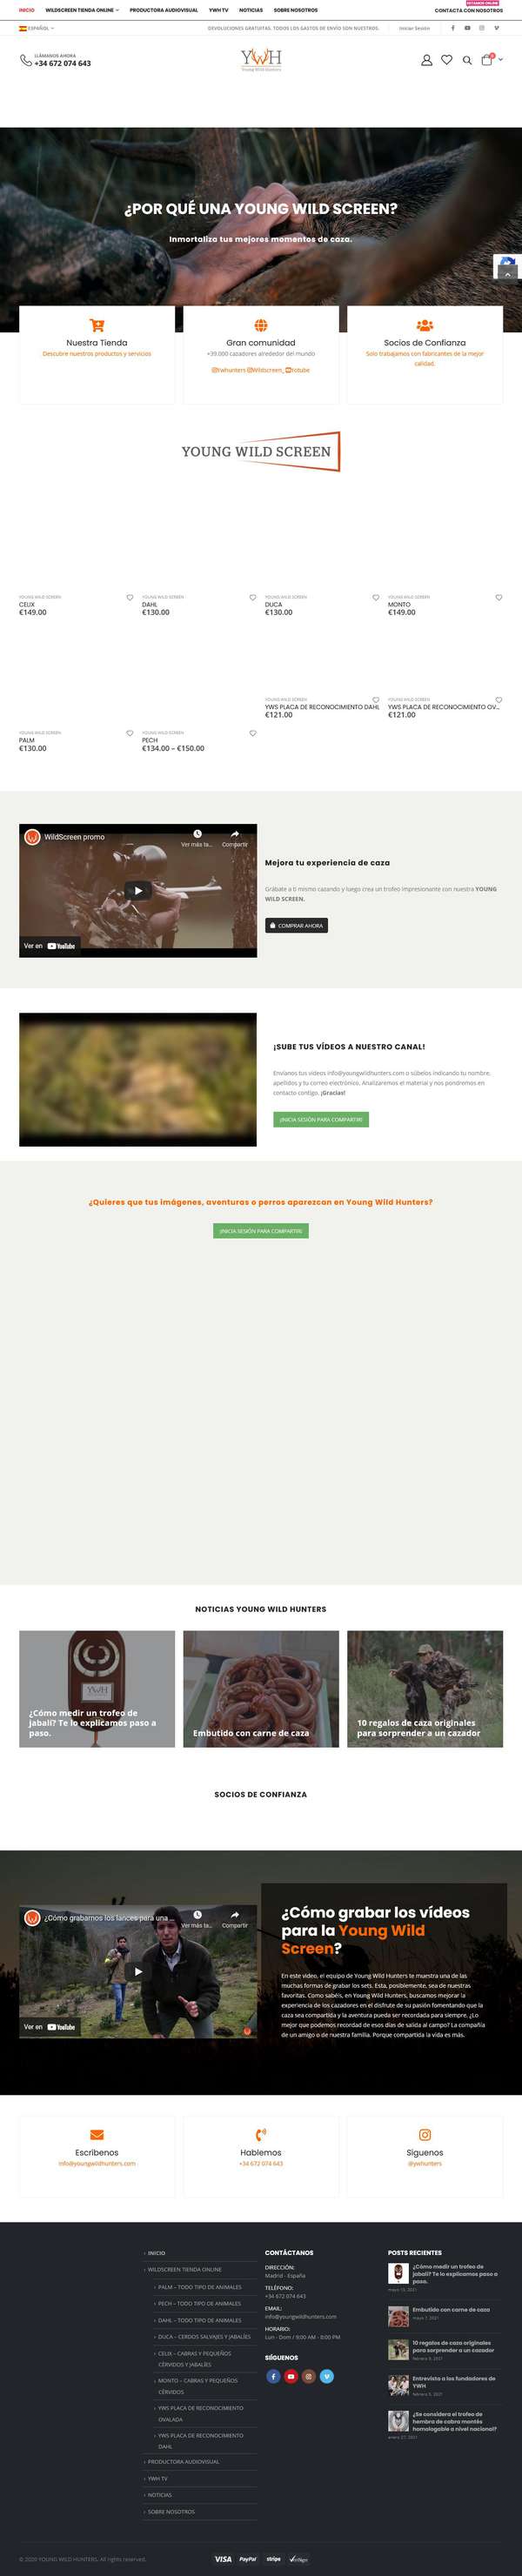 INICIO WILDSCREEN TIENDA ONLINE PRODUCTORA AUDIOVISUAL YWH TV NOTICIAS SOBRE NOSOTROS
ESTAMOS ONLINE
CONTACTA CON NOSOTROS
ESPAÑOL
DEVOLUCIONES GRATUITAS. TODOS LOS GASTOS DE ENVÍO SON NUESTROS.
Iniciar Sesión
LLÁMANOS AHORA
+34 672 074 643
YWH
Young Wild Hunters
0
¿POR QUÉ UNA YOUNG WILD SCREEN?
Inmortaliza tus mejores momentos de caza.
Nuestra Tienda
Descubre nuestros productos y servicios
Gran comunidad
+39.000 cazadores alrededor del mundo
Ywhunters Wildscreen_ Yotube
Socios de Confianza
Solo trabajamos con fabricantes de la mejor
calidad.
YOUNG WILD SCREEN
YOUNG WILD SCREEN
CELIX
€149.00
YOUNG WILD SCREEN
DAHL
€130.00
YOUNG WILD SCREEN
DUCA
€130.00
YOUNG WILD SCREEN
MONTO
€149.00
YOUNG WILD SCREEN
YWS PLACA DE RECONOCIMIENTO DAHL
€121.00
YOUNG WILD SCREEN
YWS PLACA DE RECONOCIMIENTO OV...
€121.00
YOUNG WILD SCREEN
PALM
€130.00
YOUNG WILD SCREEN
PECH
€134.00 – €150.00
WildScreen promo
Ver más ta...
Compartir
Ver en YouTube
Mejora tu experiencia de caza
Grábate a ti mismo cazando y luego crea un trofeo impresionante con nuestra YOUNG
WILD SCREEN.
COMPRAR AHORA
¡SUBE TUS VÍDEOS A NUESTRO CANAL!
Envíanos tus vídeos info@youngwildhunters.com o súbelos indicando tu nombre,
apellidos y tu correo electrónico. Analizaremos el material y nos pondremos en
contacto contigo. ¡Gracias!
¡INICIA SESIÓN PARA COMPARTIR!
¿Quieres que tus imágenes, aventuras o perros aparezcan en Young Wild Hunters?
¡INICIA SESIÓN PARA COMPARTIR!
NOTICIAS YOUNG WILD HUNTERS
¿Cómo medir un trofeo de
jabalí? Te lo explicamos paso a
paso.
Embutido con carne de caza
10 regalos de caza originales
para sorprender a un cazador
SOCIOS DE CONFIANZA
¿Cómo grabamos los lances para una ...
Ver más ta...
Compartir
Ver en YouTube
¿Cómo grabar los vídeos
para la Young Wild
Screen?
En este video, el equipo de Young Wild Hunters te muestra una de las
muchas formas de grabar los sets. Esta, posiblemente, sea de nuestras
favoritas. Como sabéis, en Young Wild Hunters, buscamos mejorar la
experiencia de los cazadores en el disfrute de su pasión fomentando que la
caza sea compartida y la aventura pueda ser recordada para siempre. ¿Lo
mejor que podemos recordad de esos días de salida al campo? La compañía
de un amigo o de nuestra familia. Porque compartida la vida es más.
Escríbenos
info@youngwildhunters.com
Hablemos
+34 672 074 643
Síguenos
@ywhunters
INICIO
WILDSCREEN TIENDA ONLINE
PALM – TODO TIPO DE ANIMALES
PECH – TODO TIPO DE ANIMALES
DAHL – TODO TIPO DE ANIMALES
DUCA – CERDOS SALVAJES Y JABALÍES
CELIX – CABRAS Y PEQUEÑOS
CÉRVIDOS Y JABALÍES
MONTO – CABRAS Y PEQUEÑOS
CÉRVIDOS
YWS PLACA DE RECONOCIMIENTO
OVALADA
YWS PLACA DE RECONOCIMIENTO
DAHL
PRODUCTORA AUDIOVISUAL
YWH TV
NOTICIAS
SOBRE NOSOTROS
CONTÁCTANOS
DIRECCIÓN:
Madrid - España
TELÉFONO:
+34 672 074 643
EMAIL:
info@youngwildhunters.com
HORARIO:
Lun - Dom / 9:00 AM - 8:00 PM
SÍGUENOS
POSTS RECIENTES
¿Cómo medir un trofeo de
jabalí? Te lo explicamos paso a
paso.
Embutido con carne de caza
10 regalos de caza originales
para sorprender a un cazador
Entrevista a los fundadores de
YWH
¿Se considera el trofeo de
hembra de cabra montés
homologable a nivel nacional?
enero 27, 2021
© 2020 YOUNG WILD HUNTERS. All rights reserved.
VISA PayPal stripe